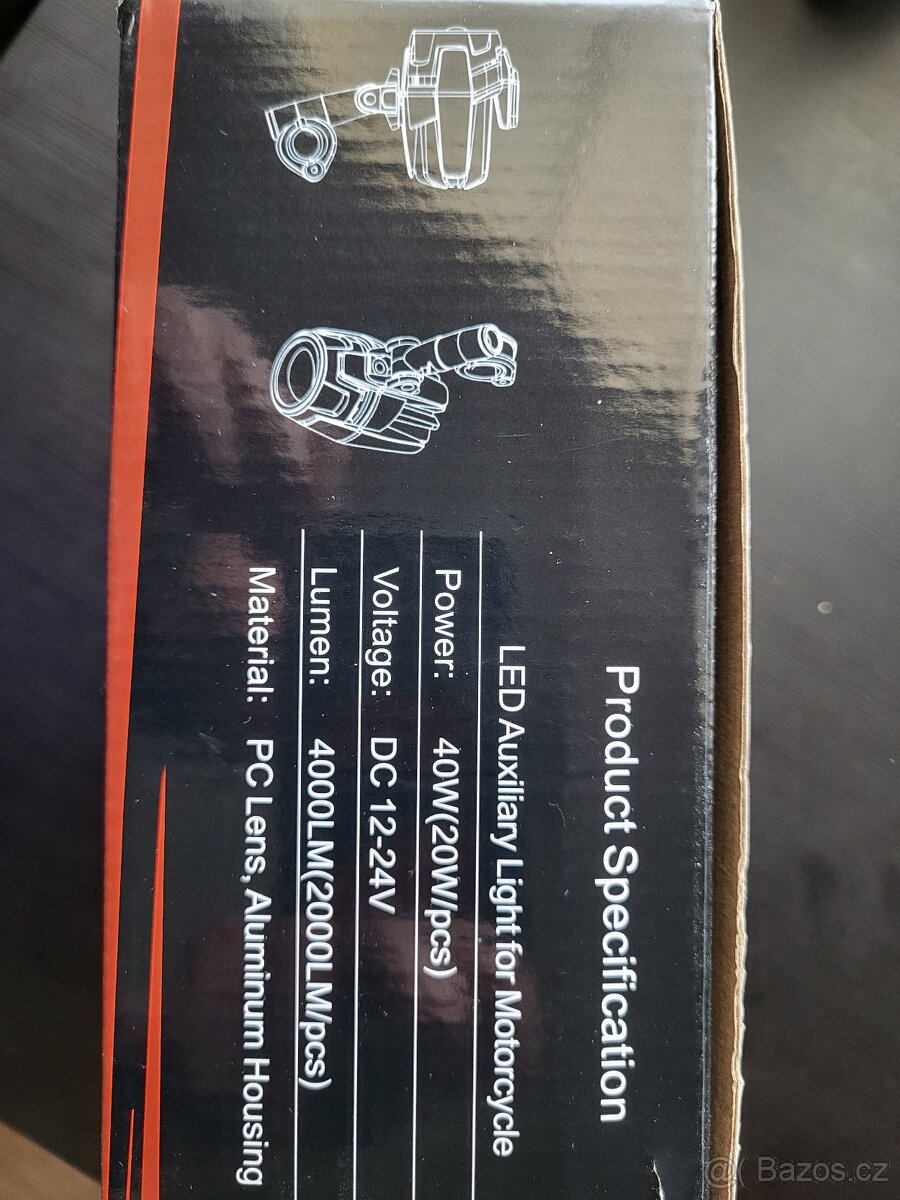 Product Specification
LED Auxiliary Light for Motorcycle
Power: 40W(20W/pcs)
Voltage: DC 12-24V
Lumen: 4000LM(2000LM/pcs)
Material: PC Lens, Aluminum Housing
@( Bazos.cz